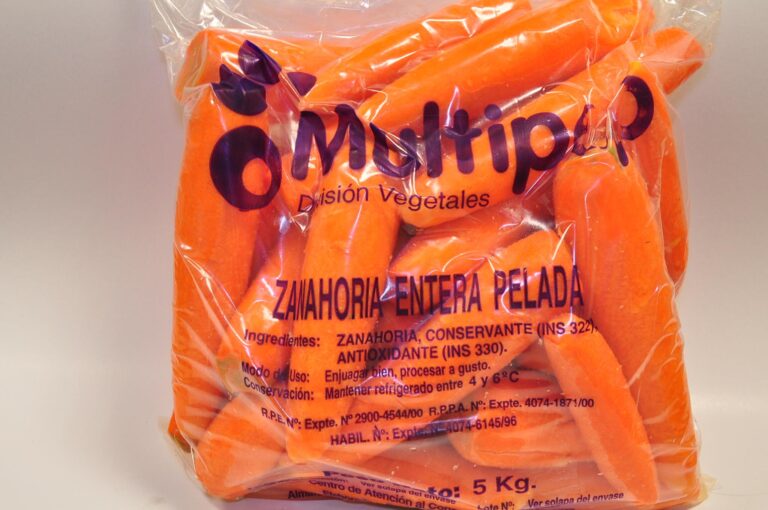 Multipap
División Vegetales
ZANAHORIA ENTERA PELADA
Ingredientes: ZANAHORIA, CONSERVANTE (INS 322).
ANTIOXIDANTE (INS 330).
Modo de Uso: Enjuagar bien, procesar a gusto.
Conservación: Mantener refrigerado entre 4 y 6°C
R.P.E. Nº: Expte. Nº 2900-4544/00 R.P.P.A. Nº: Expte. 4074-1871/00
HABIL. Nº: Expte. Nº 4074-6145/96
5 Kg.
Centro de Atención al
Lote Nº: Ver solapa del envase
Ver solapa del envase